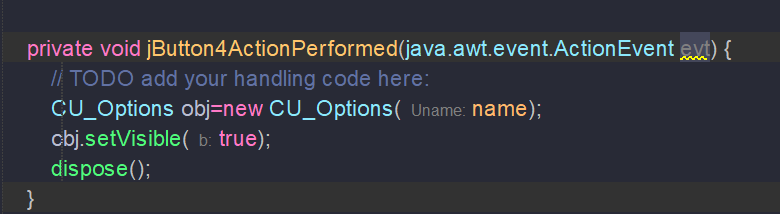 private void jButton4ActionPerformed(java.awt.event.ActionEvent evt) {
// TODO add your handling code here:
CU_Options obj=new CU_Options( Uname: name);
obj.setVisible( b: true);
dispose();
}